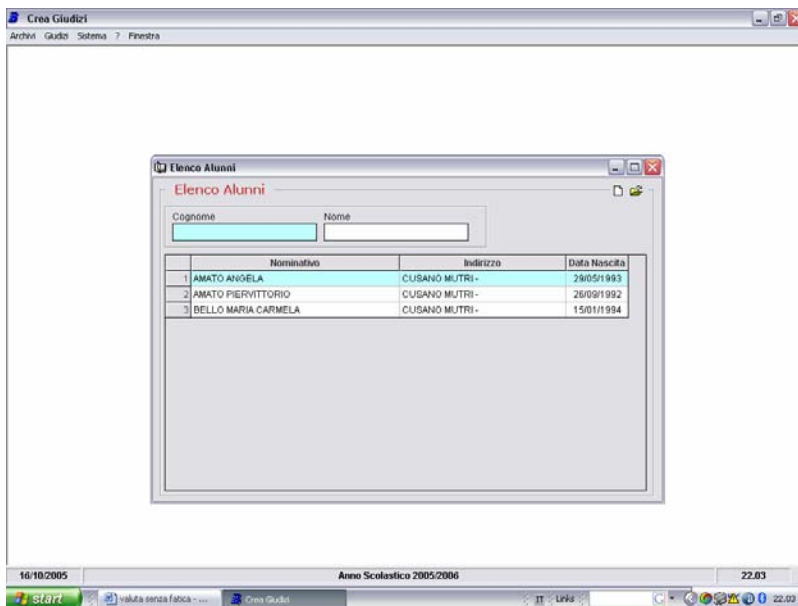 Crea Giudizi
Archivi Giudizi Sistema ? Finestra
Elenco Alunni
Elenco Alunni
Cognome Nome
Nominativo Indirizzo Data Nascita
1 AMATO ANGELA CUSANO MUTRI - 29/05/1993
2 AMATO PIERVITTORIO CUSANO MUTRI - 26/09/1992
3 BELLO MARIA CARMELA CUSANO MUTRI - 15/01/1994
16/10/2005 Anno Scolastico 2005/2006 22.03
start valuta senza fatica - ... Crea Giudizi IT Links 22.03